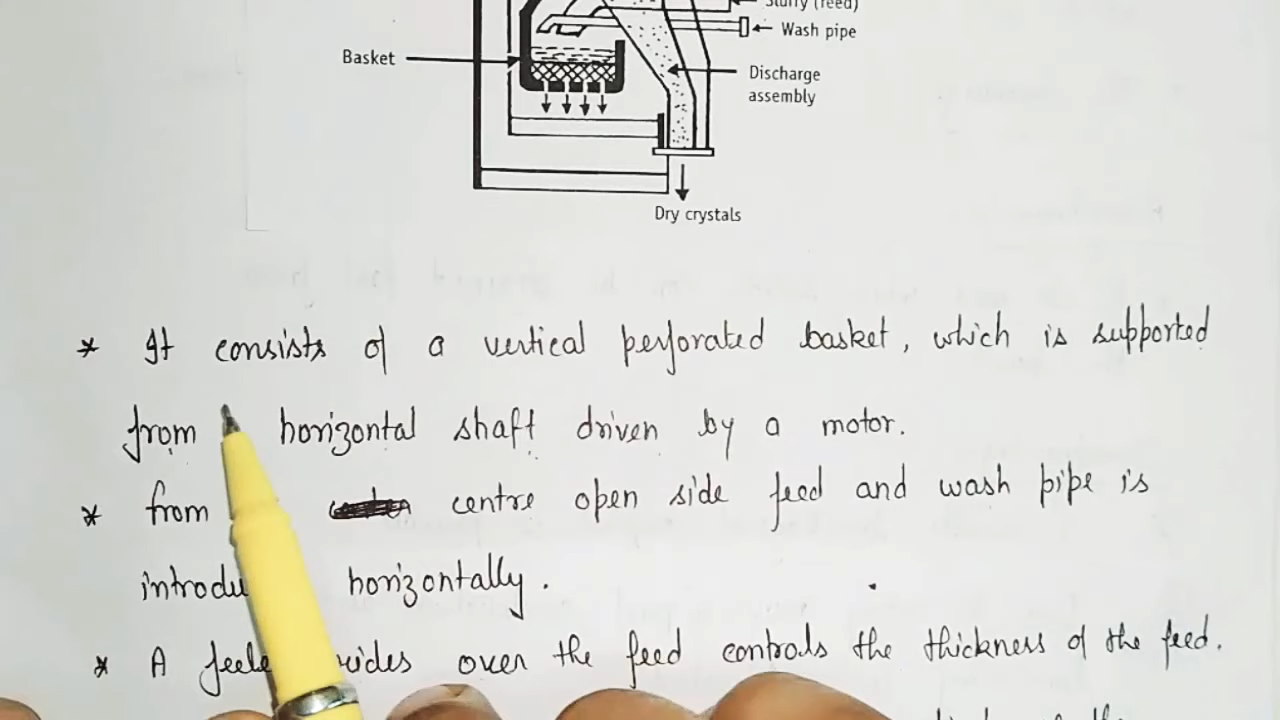 Slurry (feed)
Wash pipe
Basket
Discharge
assembly
Dry crystals
* It consists of a vertical perforated basket, which is supported
from horizontal shaft driven by a motor.
* from centre open side feed and wash pipe is
horizontally.
* A rides over the feed controls the thickness of the feed.